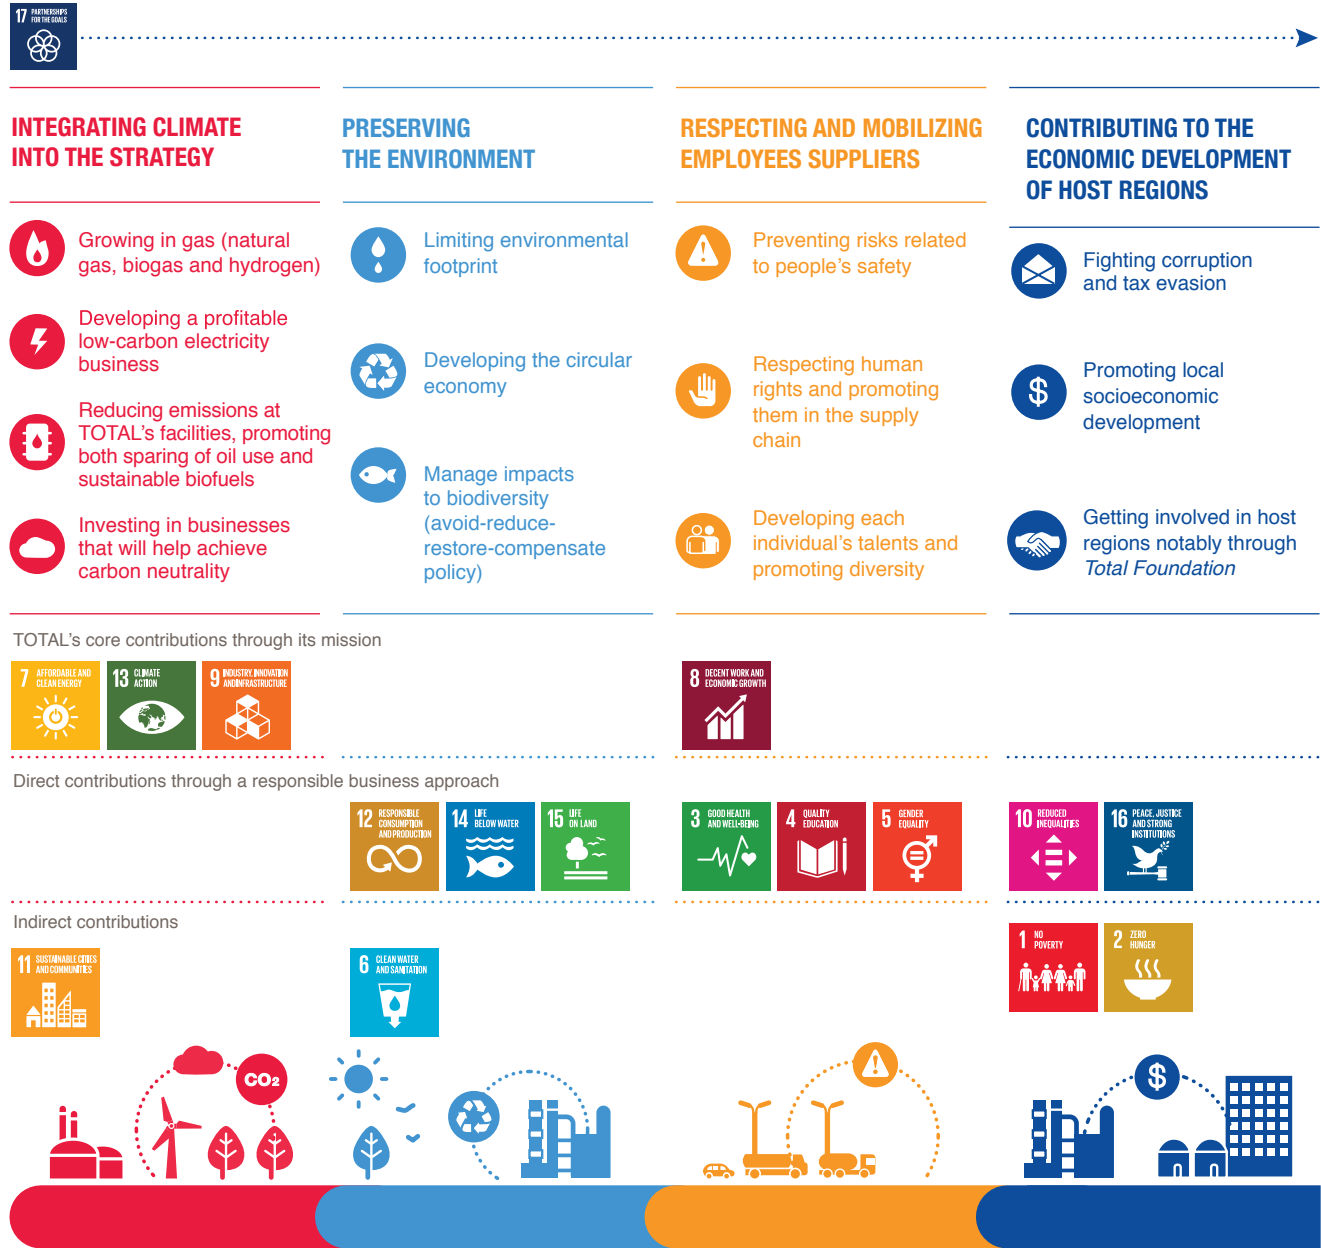 17 PARTNERSHIPS
FOR THE GOALS
INTEGRATING CLIMATE
INTO THE STRATEGY
Growing in gas (natural
gas, biogas and hydrogen)
Developing a profitable
low-carbon electricity
business
Reducing emissions at
TOTAL's facilities, promoting
both sparing of oil use and
sustainable biofuels
Investing in businesses
that will help achieve
carbon neutrality
PRESERVING
THE ENVIRONMENT
Limiting environmental
footprint
Developing the circular
economy
Manage impacts
to biodiversity
(avoid-reduce-
restore-compensate
policy)
RESPECTING AND MOBILIZING
EMPLOYEES SUPPLIERS
Preventing risks related
to people's safety
Respecting human
rights and promoting
them in the supply
chain
Developing each
individual's talents and
promoting diversity
CONTRIBUTING TO THE
ECONOMIC DEVELOPMENT
OF HOST REGIONS
Fighting corruption
and tax evasion
$
Promoting local
socioeconomic
development
Getting involved in host
regions notably through
Total Foundation
TOTAL's core contributions through its mission
7 AFFORDABLE AND
CLEAN ENERGY
13 CLIMATE
ACTION
9 INDUSTRY, INNOVATION
AND INFRASTRUCTURE
8 DECENT WORK AND
ECONOMIC GROWTH
Direct contributions through a responsible business approach
12 RESPONSIBLE
CONSUMPTION
AND PRODUCTION
14 LIFE
BELOW WATER
15 LIFE
ON LAND
3 GOOD HEALTH
AND WELL-BEING
4 QUALITY
EDUCATION
5 GENDER
EQUALITY
10 REDUCED
INEQUALITIES
16 PEACE, JUSTICE
AND STRONG
INSTITUTIONS
Indirect contributions
11 SUSTAINABLE CITIES
AND COMMUNITIES
6 CLEAN WATER
AND SANITATION
1 NO
POVERTY
2 ZERO
HUNGER
CO2
$